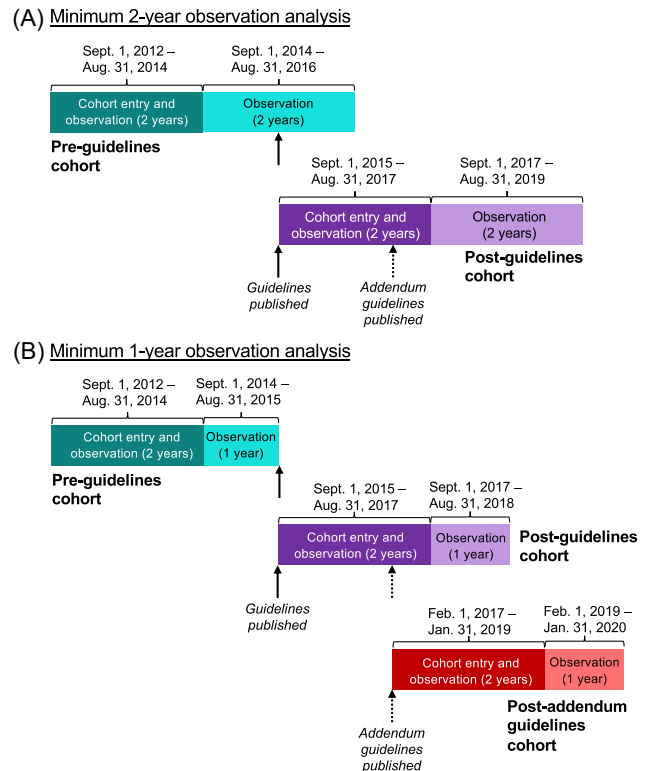 (A) Minimum 2-year observation analysis
Sept. 1, 2012 –
Aug. 31, 2014
Sept. 1, 2014 –
Aug. 31, 2016
Cohort entry and
observation (2 years)
Observation
(2 years)
Pre-guidelines
cohort
Sept. 1, 2015 –
Aug. 31, 2017
Sept. 1, 2017 –
Aug. 31, 2019
Cohort entry and
observation (2 years)
Observation
(2 years)
Post-guidelines
cohort
Guidelines
published
Addendum
guidelines
published
(B) Minimum 1-year observation analysis
Sept. 1, 2012 –
Aug. 31, 2014
Sept. 1, 2014 –
Aug. 31, 2015
Cohort entry and
observation (2 years)
Observation
(1 year)
Pre-guidelines
cohort
Sept. 1, 2015 –
Aug. 31, 2017
Sept. 1, 2017 –
Aug. 31, 2018
Cohort entry and
observation (2 years)
Observation
(1 year)
Post-guidelines
cohort
Guidelines
published
Feb. 1, 2017 –
Jan. 31, 2019
Feb. 1, 2019 –
Jan. 31, 2020
Cohort entry and
observation (2 years)
Observation
(1 year)
Post-addendum
guidelines
cohort
Addendum
guidelines
published